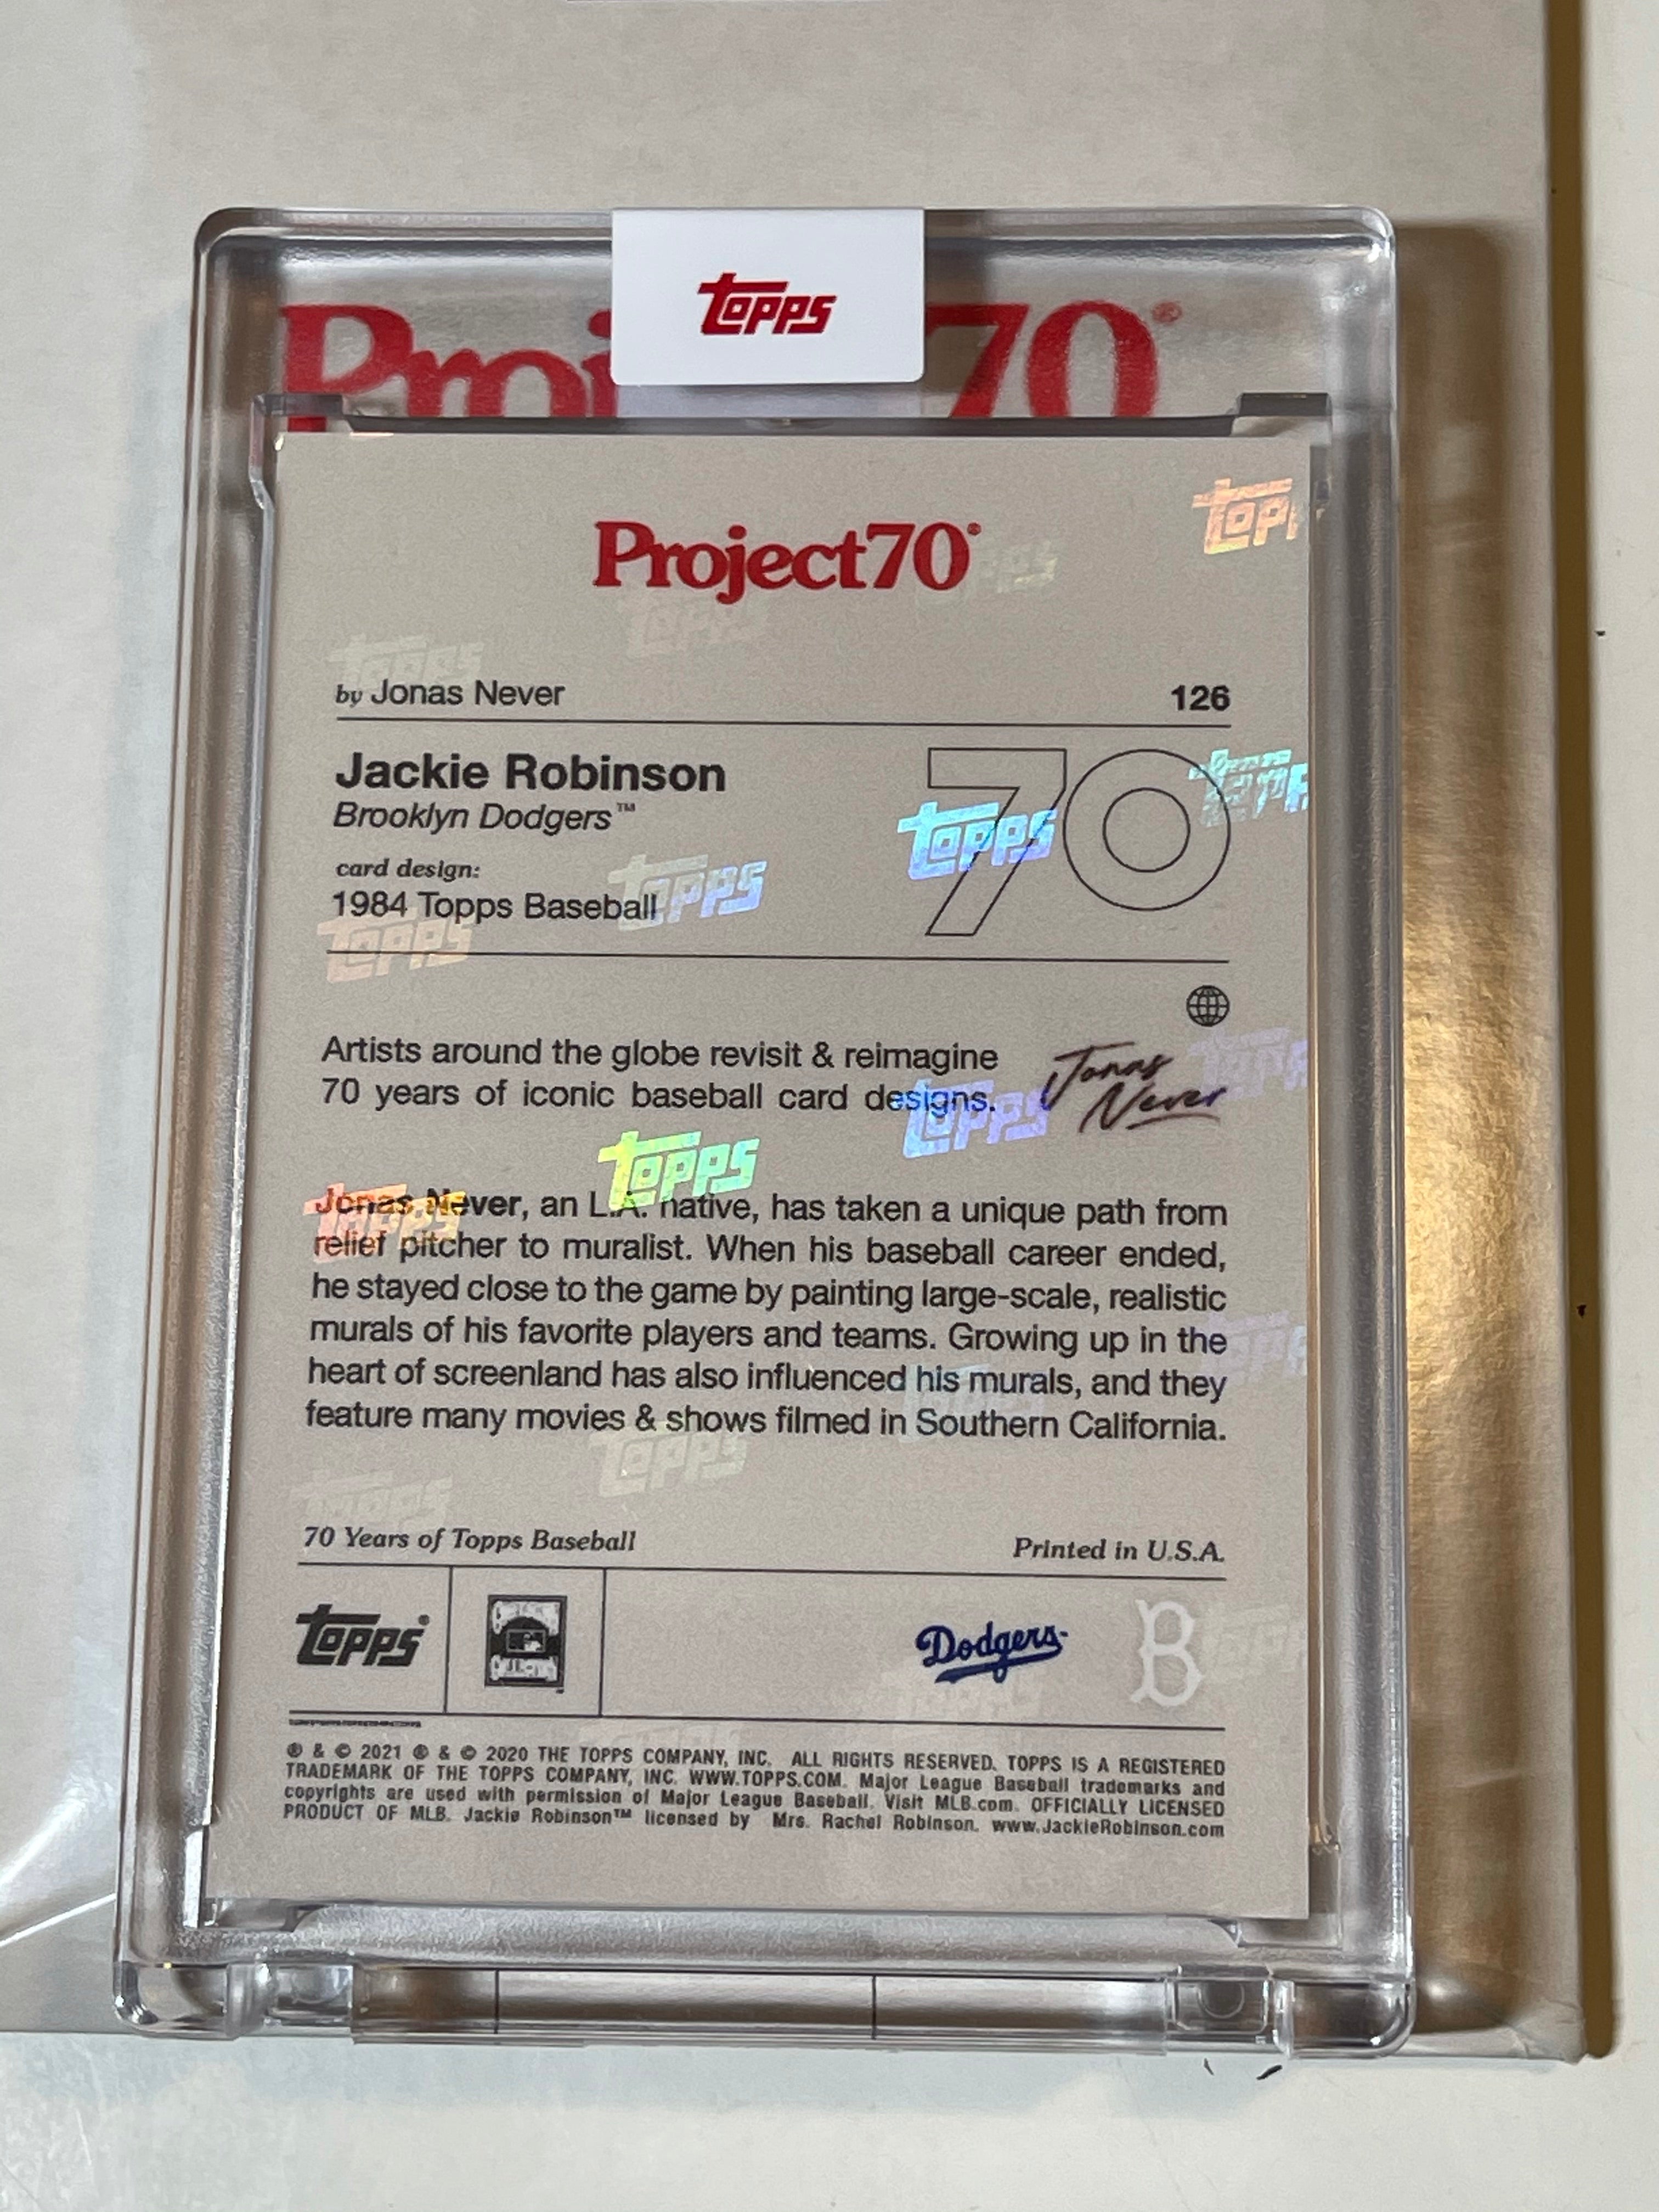 topps
Proj 70®
Project70®
by Jonas Never 126
Jackie Robinson
Brooklyn Dodgers™
card design:
1984 Topps Baseball
70
Artists around the globe revisit & reimagine
70 years of iconic baseball card designs.
Jonas Never
Jonas Never, an L.A. native, has taken a unique path from
relief pitcher to muralist. When his baseball career ended,
he stayed close to the game by painting large-scale, realistic
murals of his favorite players and teams. Growing up in the
heart of screenland has also influenced his murals, and they
feature many movies & shows filmed in Southern California.
70 Years of Topps Baseball Printed in U.S.A.
topps® Dodgers B
® & © 2021 ® & © 2020 THE TOPPS COMPANY, INC. ALL RIGHTS RESERVED. TOPPS IS A REGISTERED
TRADEMARK OF THE TOPPS COMPANY, INC. WWW.TOPPS.COM. Major League Baseball trademarks and
copyrights are used with permission of Major League Baseball. Visit MLB.com. OFFICIALLY LICENSED
PRODUCT OF MLB. Jackie Robinson™ licensed by Mrs. Rachel Robinson. www.JackieRobinson.com